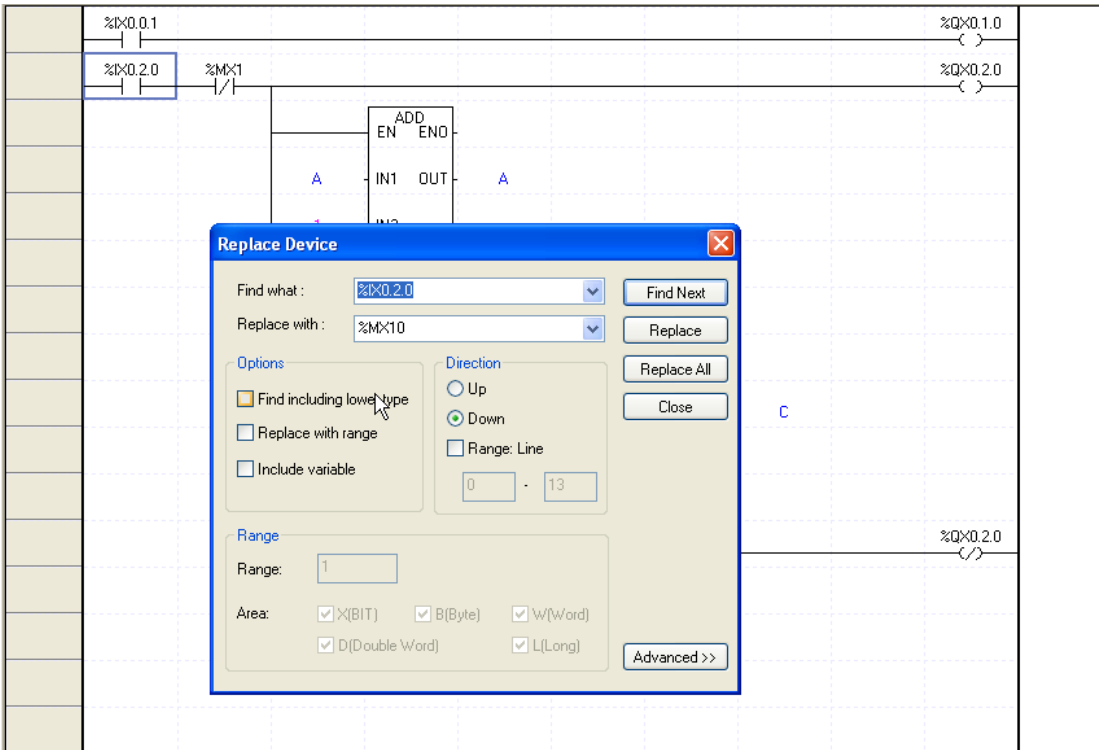 %IX0.0.1 %QX0.1.0
%IX0.2.0 %MX1 %QX0.2.0
ADD
EN ENO
A IN1 OUT A
Replace Device
Find what : %IX0.2.0 Find Next
Replace with : %MX10 Replace
Options Direction Replace All
Find including lower type Up Close
Replace with range Down C
Include variable Range: Line
0 - 13
Range %QX0.2.0
Range: 1
Area: X(BIT) B(Byte) W(Word)
D(Double Word) L(Long)
Advanced >>